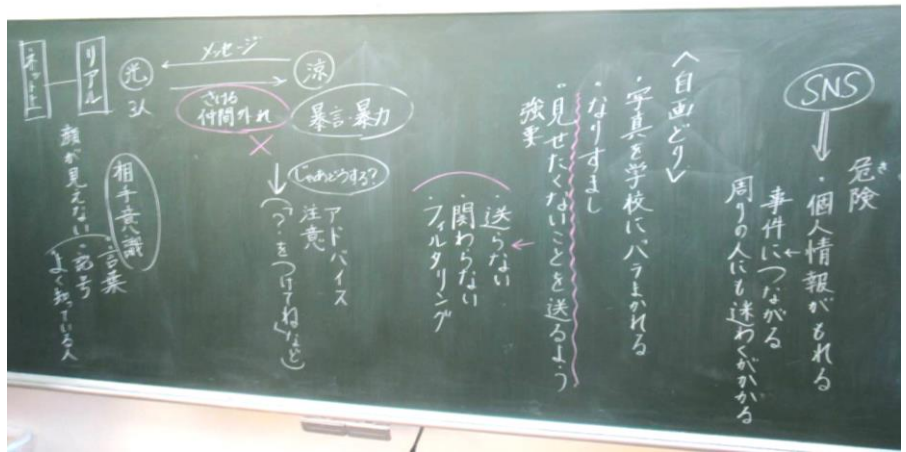 SNS
危険
き
・個人情報がもれる
事件につながる
周りの人にも迷わくがかかる
〈自画どり〉
・写真を学校にバラまかれる
・なりすまし
・見せたくないことを送るよう
強要
・送らない
・関わらない
・フィルタリング
涼
メッセージ
光
3人
暴言・暴力
さける
仲間外れ
じゃあどうする?
アドバイス
注意
(「?」をつけてね など)
リアル
ネット
相手意識
・言葉
・記号
顔が見えない
よく知っている人